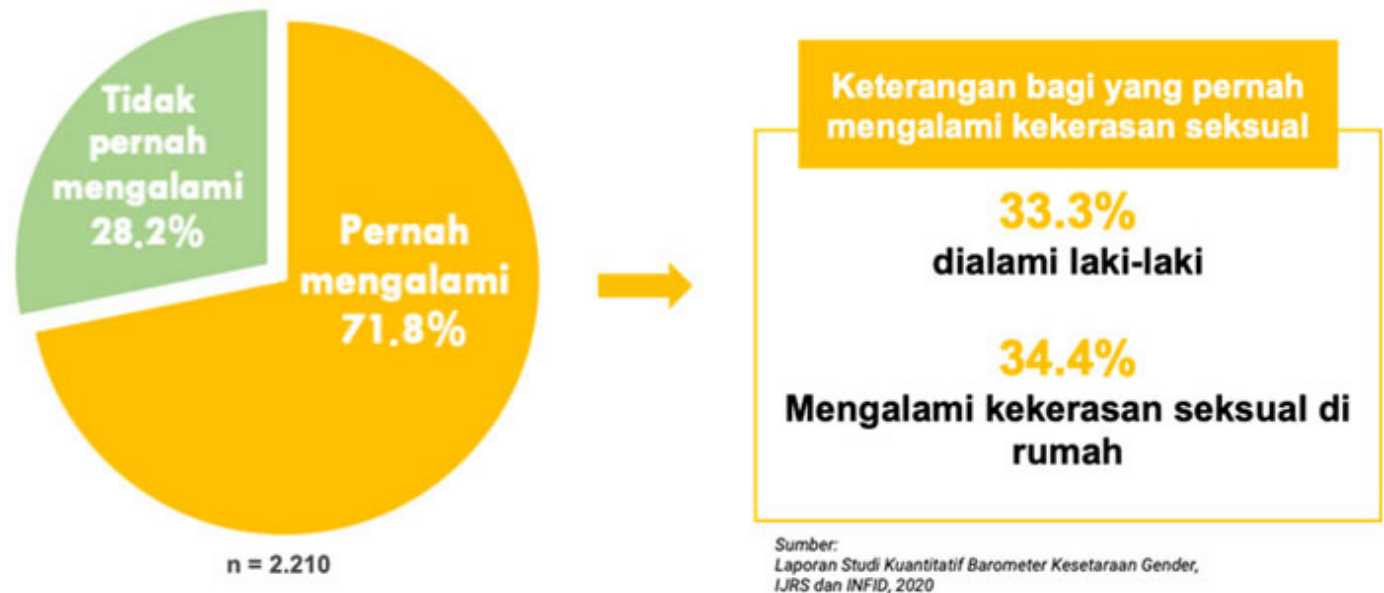 Tidak
pernah
mengalami
28.2%
Pernah
mengalami
71.8%
n = 2.210
Keterangan bagi yang pernah
mengalami kekerasan seksual
33.3%
dialami laki-laki
34.4%
Mengalami kekerasan seksual di
rumah
Sumber:
Laporan Studi Kuantitatif Barometer Kesetaraan Gender,
IJRS dan INFID, 2020